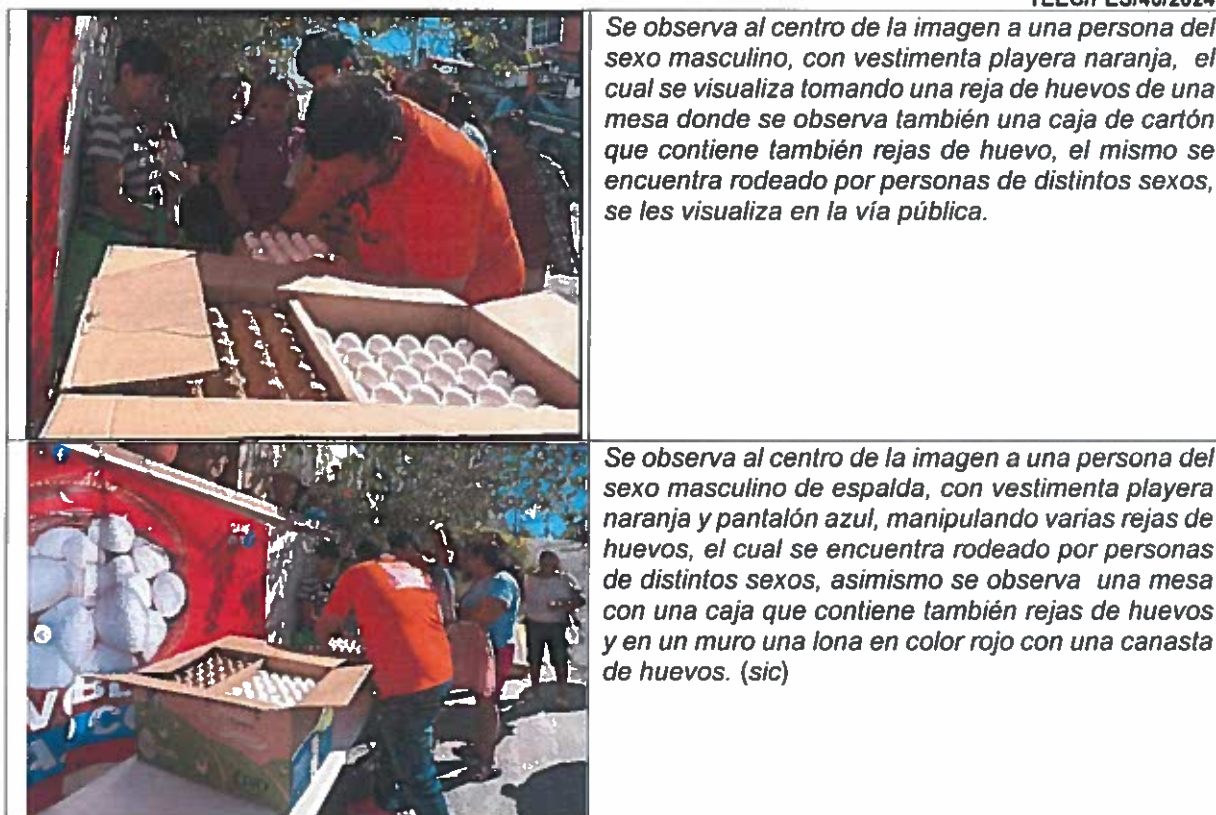 Se observa al centro de la imagen a una persona del
sexo masculino, con vestimenta playera naranja, el
cual se visualiza tomando una reja de huevos de una
mesa donde se observa también una caja de cartón
que contiene también rejas de huevo, el mismo se
encuentra rodeado por personas de distintos sexos,
se les visualiza en la vía pública.
Se observa al centro de la imagen a una persona del
sexo masculino de espalda, con vestimenta playera
naranja y pantalón azul, manipulando varias rejas de
huevos, el cual se encuentra rodeado por personas
de distintos sexos, asimismo se observa una mesa
con una caja que contiene también rejas de huevos
y en un muro una lona en color rojo con una canasta
de huevos. (sic)